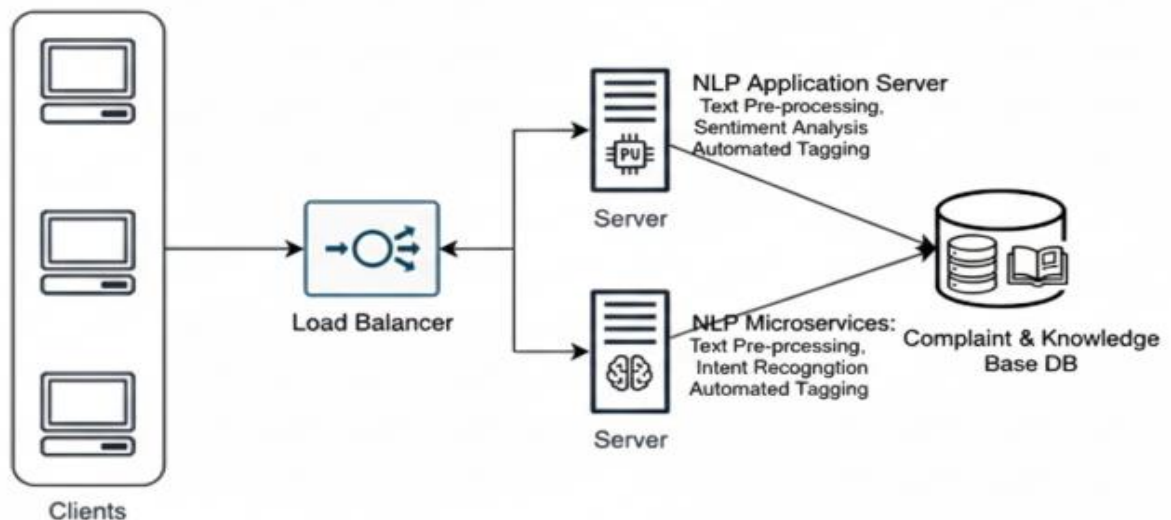 NLP Application Server
Text Pre-processing,
Sentiment Analysis
Automated Tagging
PU
Server
Load Balancer
NLP Microservices:
Text Pre-prcessing,
Intent Recogngtion
Automated Tagging
Server
Complaint & Knowledge
Base DB
Clients